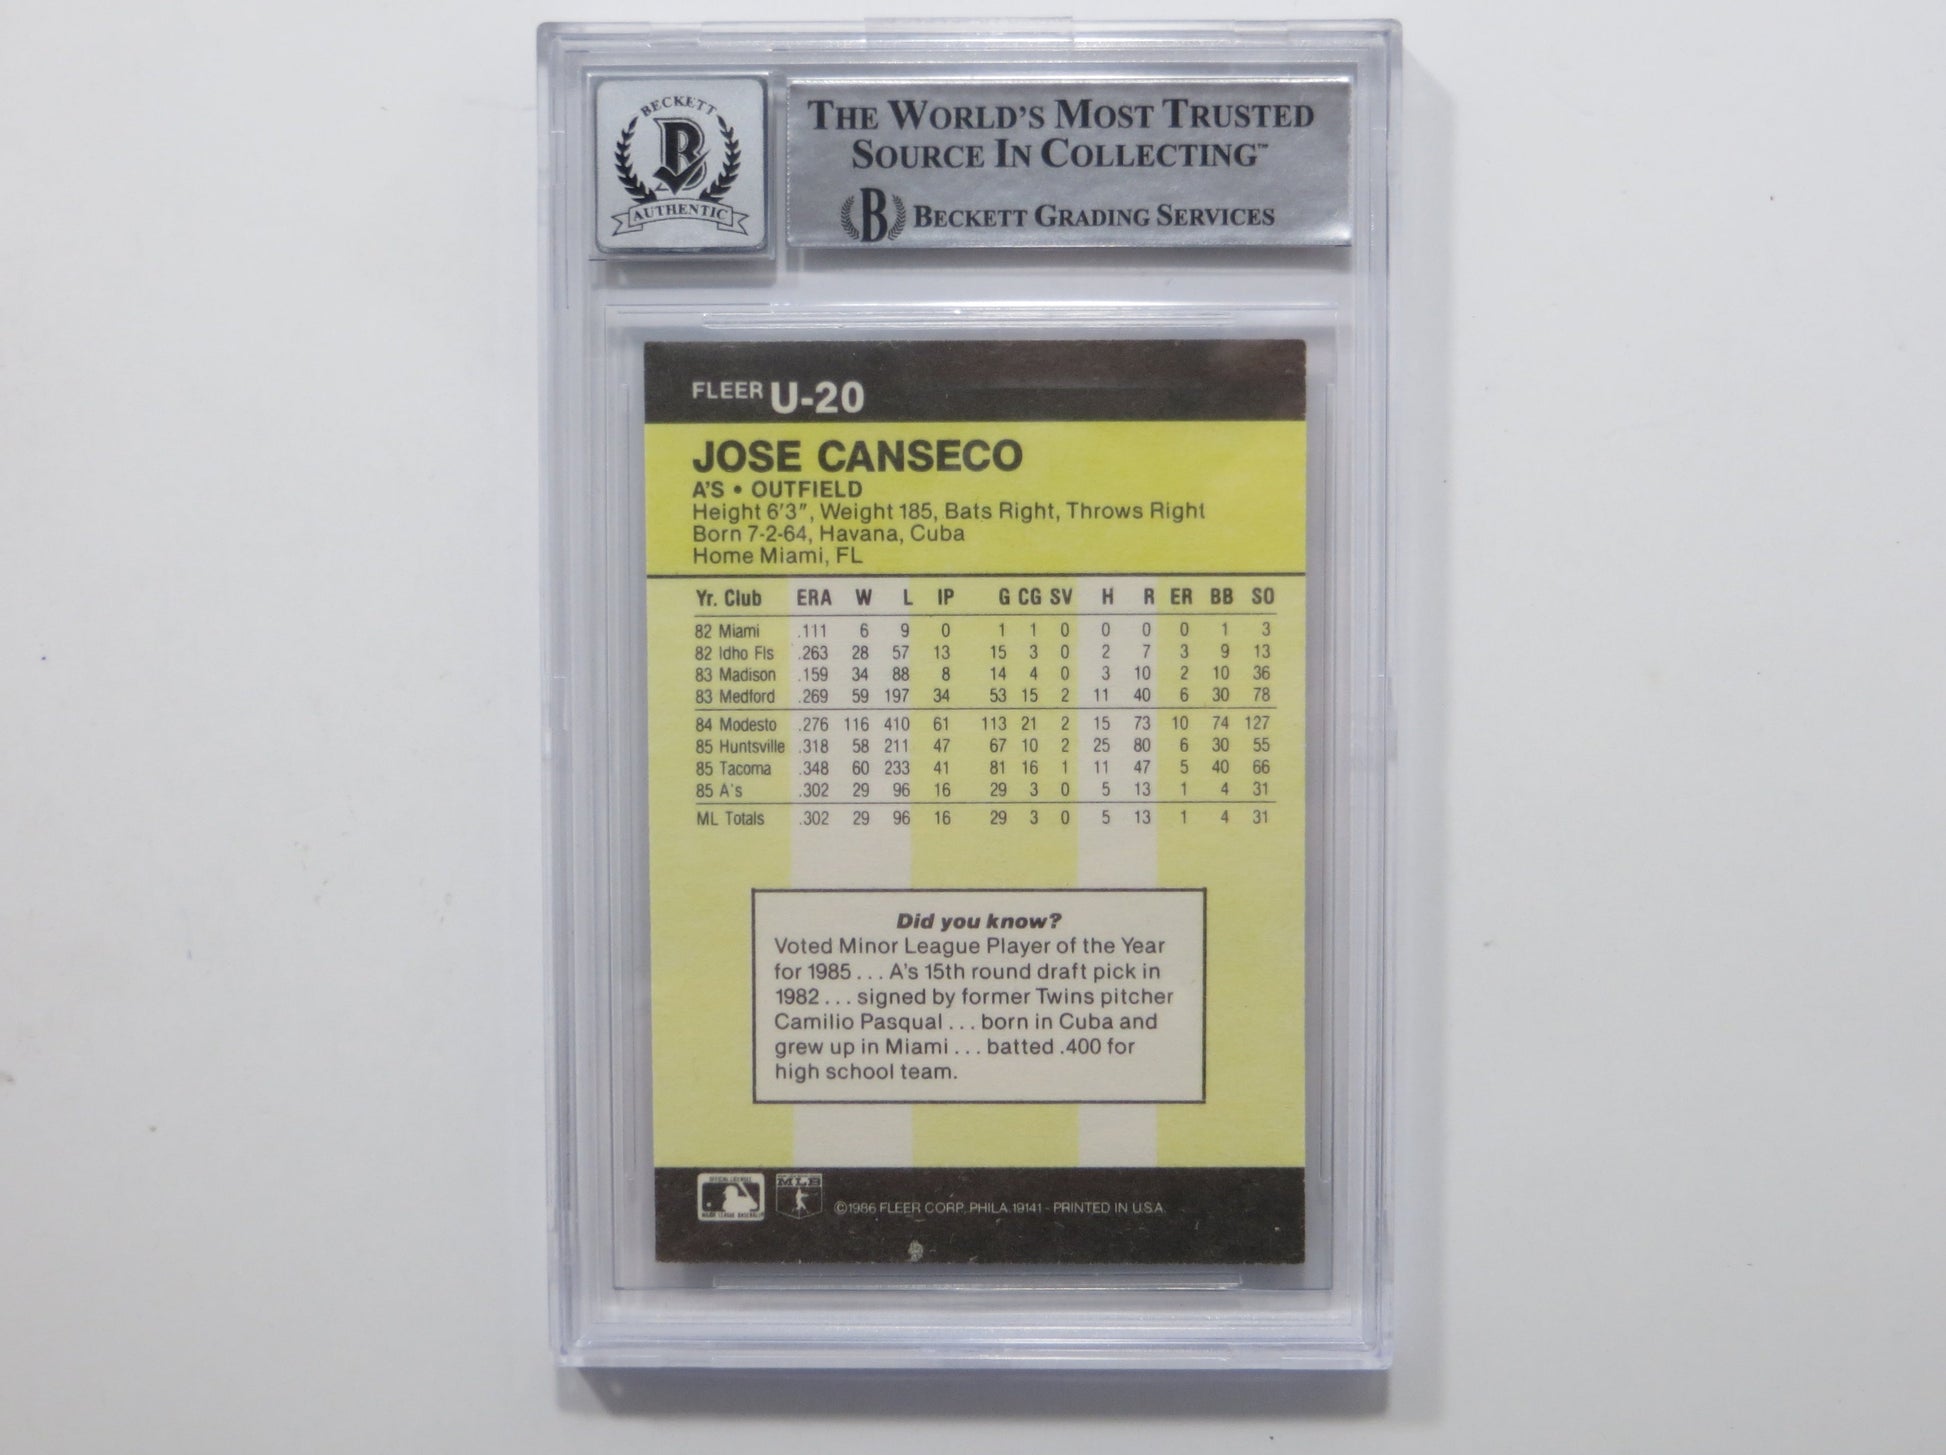 BECKETT
B
AUTHENTIC
THE WORLD'S MOST TRUSTED
SOURCE IN COLLECTING™
B BECKETT GRADING SERVICES
FLEER U-20
JOSE CANSECO
A'S • OUTFIELD
Height 6'3", Weight 185, Bats Right, Throws Right
Born 7-2-64, Havana, Cuba
Home Miami, FL
Yr. Club ERA W L IP G CG SV H R ER BB SO
82 Miami .111 6 9 0 1 1 0 0 0 0 1 3
82 Idho Fls .263 28 57 13 15 3 0 2 7 3 9 13
83 Madison .159 34 88 8 14 4 0 3 10 2 10 36
83 Medford .269 59 197 34 53 15 2 11 40 6 30 78
84 Modesto .276 116 410 61 113 21 2 15 73 10 74 127
85 Huntsville .318 58 211 47 67 10 2 25 80 6 30 55
85 Tacoma .348 60 233 41 81 16 1 11 47 5 40 66
85 A's .302 29 96 16 29 3 0 5 13 1 4 31
ML Totals .302 29 96 16 29 3 0 5 13 1 4 31
Did you know?
Voted Minor League Player of the Year
for 1985 . . . A's 15th round draft pick in
1982 . . . signed by former Twins pitcher
Camilio Pasqual . . . born in Cuba and
grew up in Miami . . . batted .400 for
high school team.
MLB
©1986 FLEER CORP. PHILA. 19141 - PRINTED IN U.S.A.